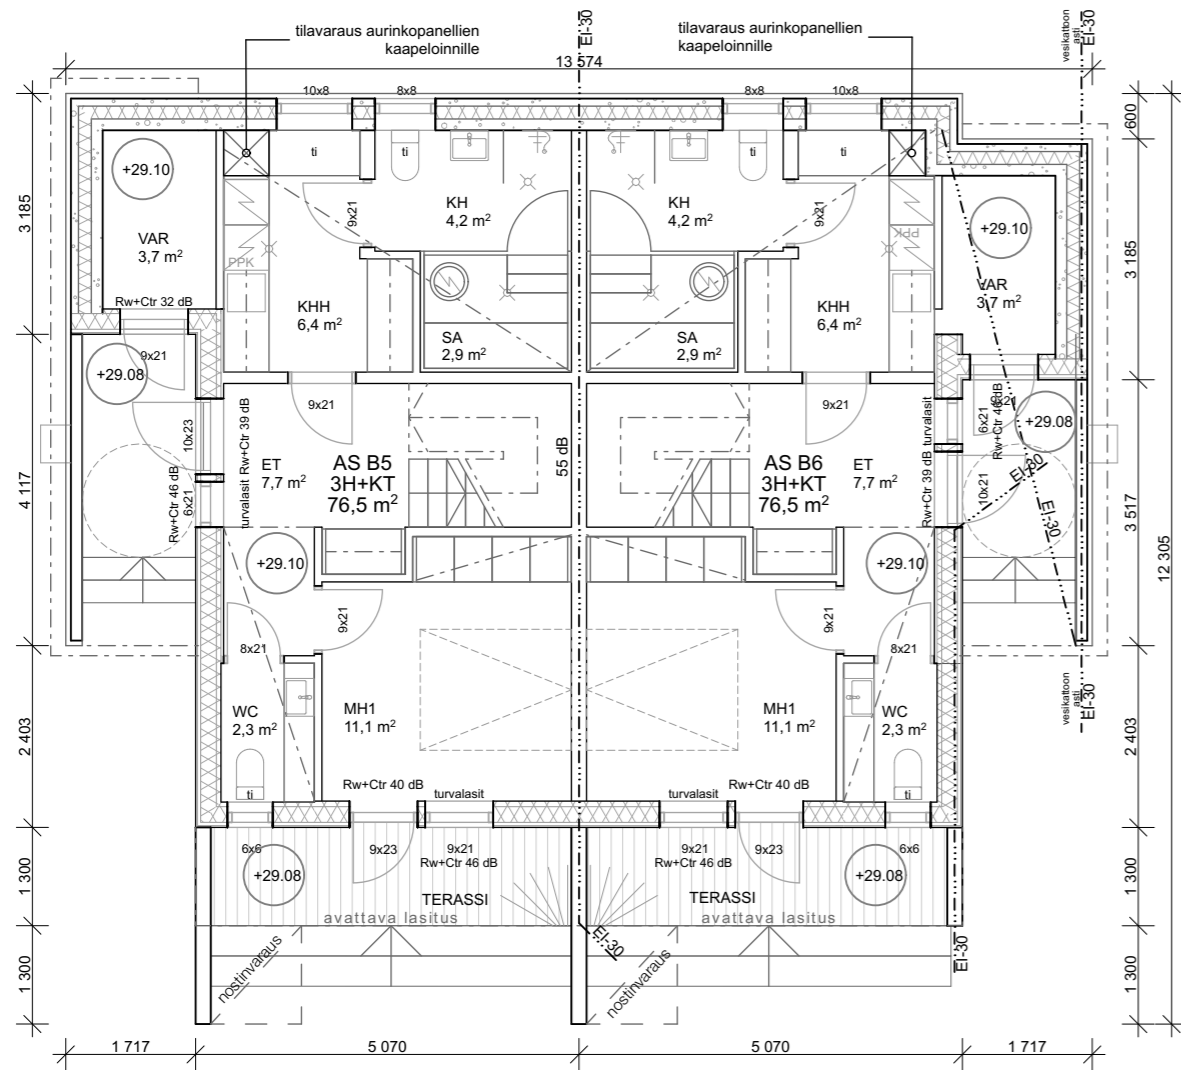 tilavaraus aurinkopanellien
kaapeloinnille
EI-30
tilavaraus aurinkopanellien
kaapeloinnille
vesikattoon
asti
EI-30
13 574
10x8
8x8
8x8
10x8
600
ti
ti
ti
ti
+29.10
+29.10
3 185
3 185
VAR
3,7 m²
KH
4,2 m²
KH
4,2 m²
9x21
9x21
PPK
PPK
VAR
3,7 m²
Rw+Ctr 32 dB
KHH
6,4 m²
KHH
6,4 m²
SA
2,9 m²
SA
2,9 m²
9x21
+29.08
9x21
9x21
9x21
6x21
Rw+Ctr 46 dB
+29.08
10x23
turvalasit Rw+Ctr 39 dB
Rw+Ctr 46 dB
6x21
ET
7,7 m²
AS B5
3H+KT
76,5 m²
55 dB
AS B6
3H+KT
76,5 m²
ET
7,7 m²
Rw+Ctr 39 dB turvalasit
10x21
EI-30
EI-30
4 117
3 517
12 305
+29.10
+29.10
9x21
9x21
8x21
8x21
WC
2,3 m²
MH1
11,1 m²
MH1
11,1 m²
WC
2,3 m²
vesikattoon
asti
EI-30
2 403
2 403
ti
Rw+Ctr 40 dB
turvalasit
turvalasit
Rw+Ctr 40 dB
ti
6x6
+29.08
9x23
9x21
Rw+Ctr 46 dB
9x21
Rw+Ctr 46 dB
9x23
+29.08
6x6
1 300
1 300
TERASSI
TERASSI
avattava lasitus
avattava lasitus
nostinvaraus
EI-30
nostinvaraus
EI-30
1 300
1 300
1 717
5 070
5 070
1 717